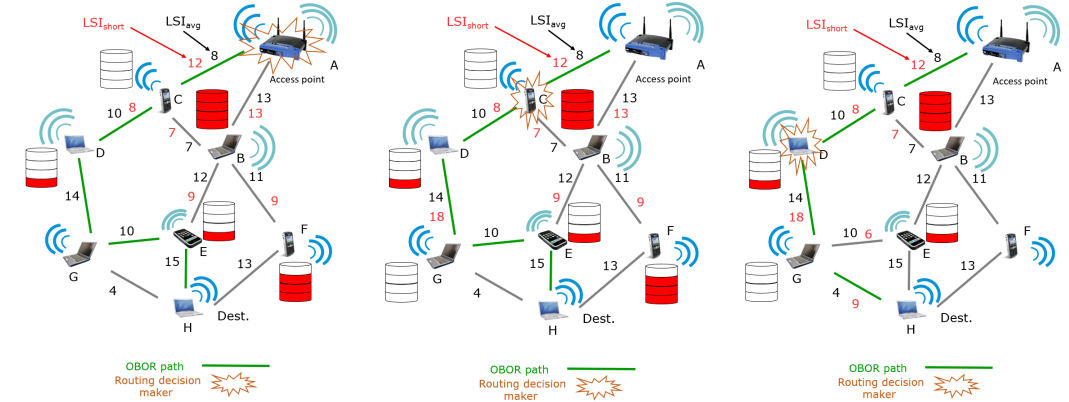 LSIshort
LSIavg
8
12
A
Access point
C
10
8
13
13
7
7
B
D
12
11
14
9
9
10
E
F
G
15
13
4
H
Dest.
OBOR path
Routing decision
maker
LSIshort
LSIavg
8
12
A
Access point
C
10
8
13
13
7
7
B
D
12
11
14
9
9
18
10
E
F
G
15
13
4
H
Dest.
OBOR path
Routing decision
maker
LSIshort
LSIavg
8
12
A
Access point
C
10
8
13
7
7
B
D
12
11
14
18
10
6
E
F
G
15
13
4
9
H
Dest.
OBOR path
Routing decision
maker